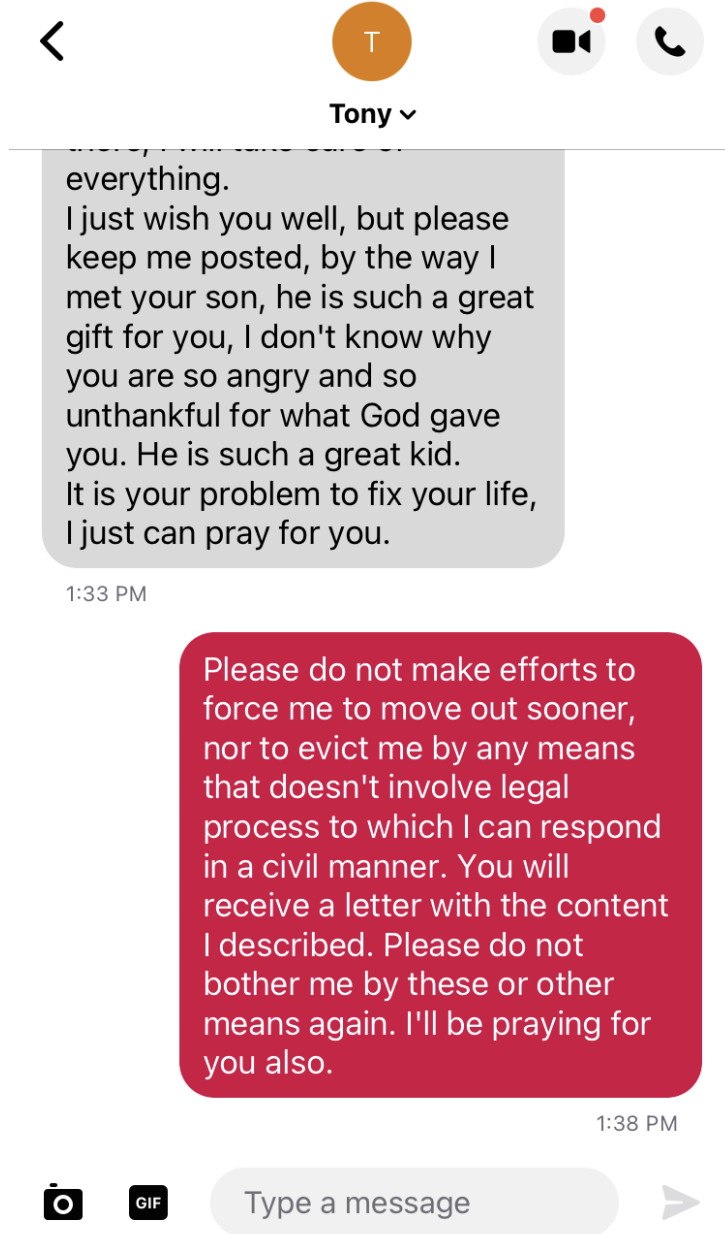 T
Tony
everything.
I just wish you well, but please
keep me posted, by the way I
met your son, he is such a great
gift for you, I don't know why
you are so angry and so
unthankful for what God gave
you. He is such a great kid.
It is your problem to fix your life,
I just can pray for you.
1:33 PM
Please do not make efforts to
force me to move out sooner,
nor to evict me by any means
that doesn't involve legal
process to which I can respond
in a civil manner. You will
receive a letter with the content
I described. Please do not
bother me by these or other
means again. I'll be praying for
you also.
1:38 PM
GIF
Type a message